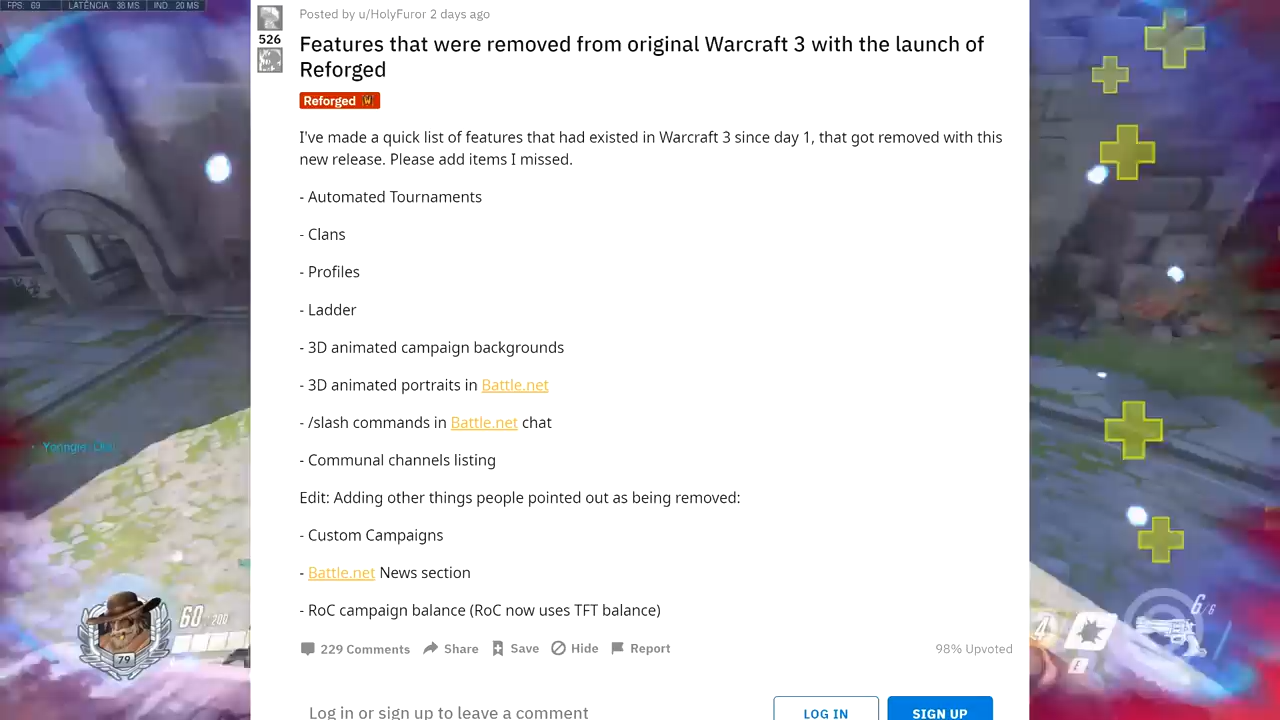 FPS: 69 LATÊNCIA: 38 MS IND: 20 MS
Posted by u/HolyFuror 2 days ago
526
Features that were removed from original Warcraft 3 with the launch of
Reforged
Reforged
I've made a quick list of features that had existed in Warcraft 3 since day 1, that got removed with this
new release. Please add items I missed.
- Automated Tournaments
- Clans
- Profiles
- Ladder
- 3D animated campaign backgrounds
- 3D animated portraits in Battle.net
- /slash commands in Battle.net chat
- Communal channels listing
Edit: Adding other things people pointed out as being removed:
- Custom Campaigns
- Battle.net News section
- RoC campaign balance (RoC now uses TFT balance)
229 Comments Share Save Hide Report 98% Upvoted
Log in or sign up to leave a comment LOG IN SIGN UP
60/200
79
6/6
4
E